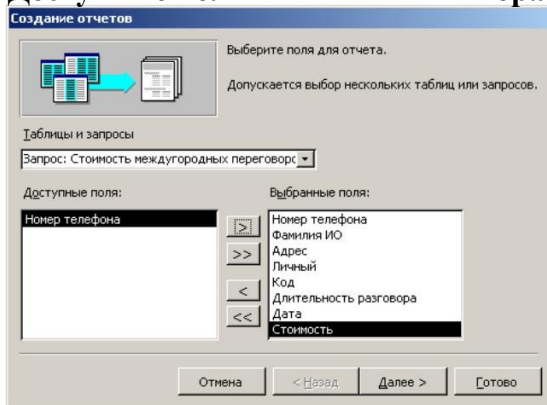 Создание отчетов
Выберите поля для отчета.
Допускается выбор нескольких таблиц или запросов.
Таблицы и запросы
Запрос: Стоимость междугородных переговорс
Доступные поля:
Выбранные поля:
Номер телефона
>
>>
<
<<
Номер телефона
Фамилия ИО
Адрес
Личный
Код
Длительность разговора
Дата
Стоимость
Отмена
< Назад
Далее >
Готово